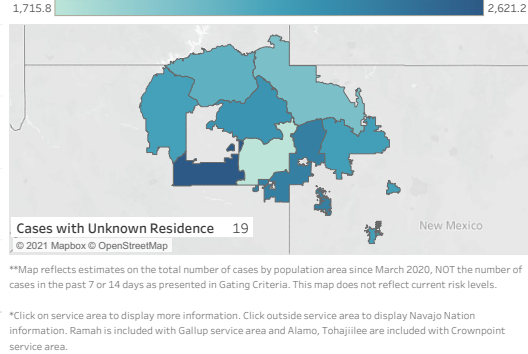 1,715.8 2,621.2
New Mexico
Cases with Unknown Residence 19
© 2021 Mapbox © OpenStreetMap
**Map reflects estimates on the total number of cases by population area since March 2020, NOT the number of
cases in the past 7 or 14 days as presented in Gating Criteria. This map does not reflect current risk levels.
*Click on service area to display more information. Click outside service area to display Navajo Nation
information. Ramah is included with Gallup service area and Alamo, Tohajiilee are included with Crownpoint
service area.